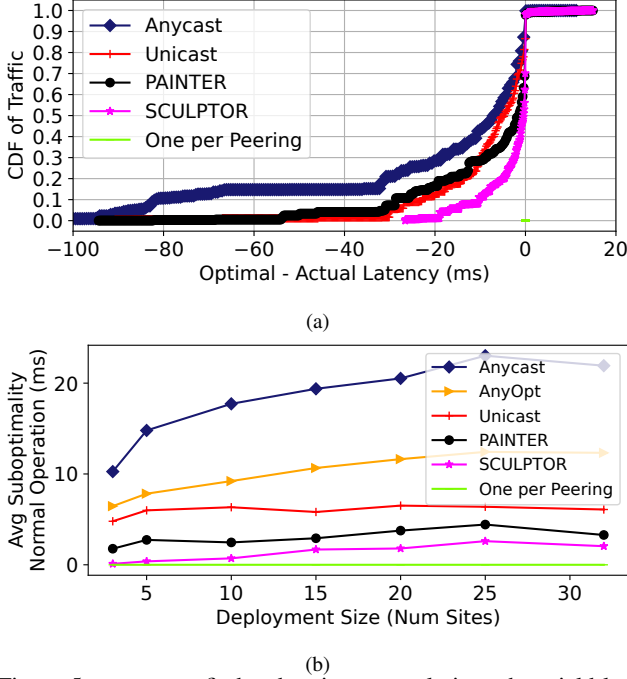 1.0
0.9
0.8
0.7
0.6
0.5
0.4
0.3
0.2
0.1
0.0
CDF of Traffic
Anycast
Unicast
PAINTER
SCULPTOR
One per Peering
−100 −80 −60 −40 −20 0 20
Optimal - Actual Latency (ms)
(a)
20
10
0
Avg Suboptimality
Normal Operation (ms)
Anycast
AnyOpt
Unicast
PAINTER
SCULPTOR
One per Peering
5 10 15 20 25 30
Deployment Size (Num Sites)
(b)